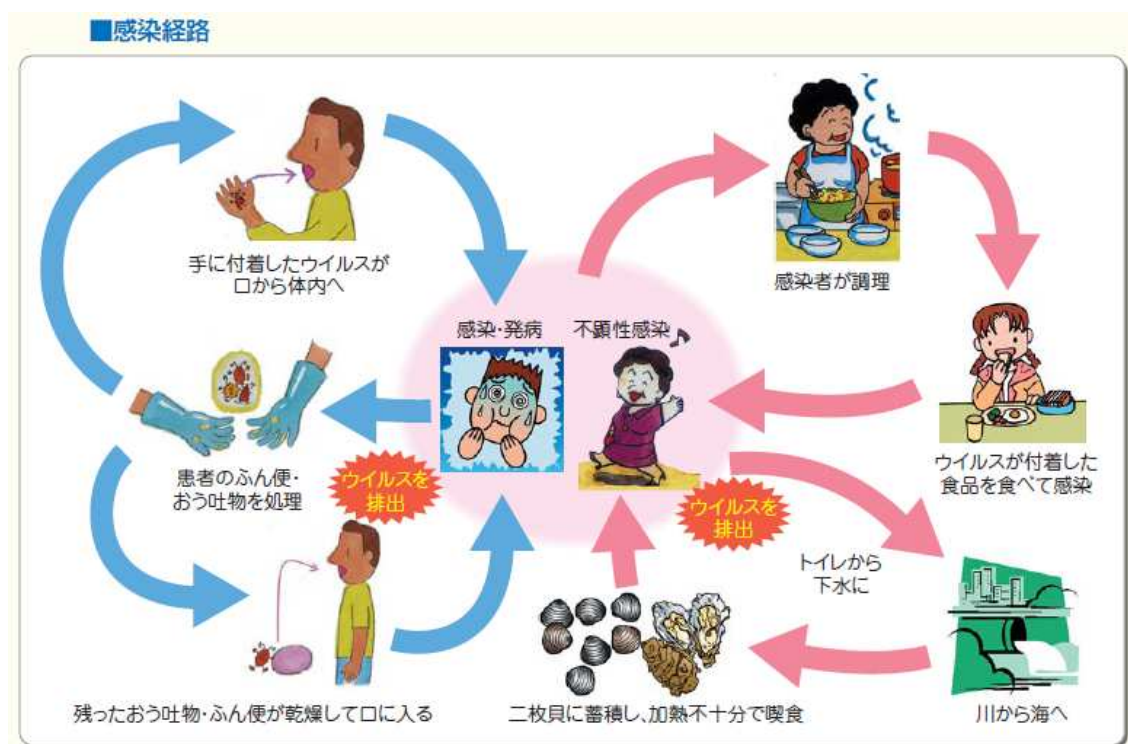 ■感染経路
手に付着したウイルスが
口から体内へ
感染者が調理
感染・発病
不顕性感染
患者のふん便・
おう吐物を処理
ウイルスを
排出
ウイルスが付着した
食品を食べて感染
ウイルスを
排出
トイレから
下水に
残ったおう吐物・ふん便が乾燥して口に入る
二枚貝に蓄積し、加熱不十分で喫食
川から海へ